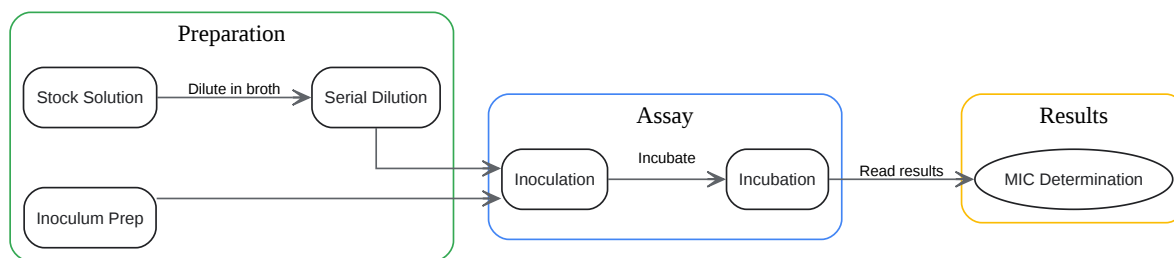 Preparation
Stock Solution
Dilute in broth
Serial Dilution
Inoculum Prep
Assay
Inoculation
Incubate
Incubation
Read results
Results
MIC Determination